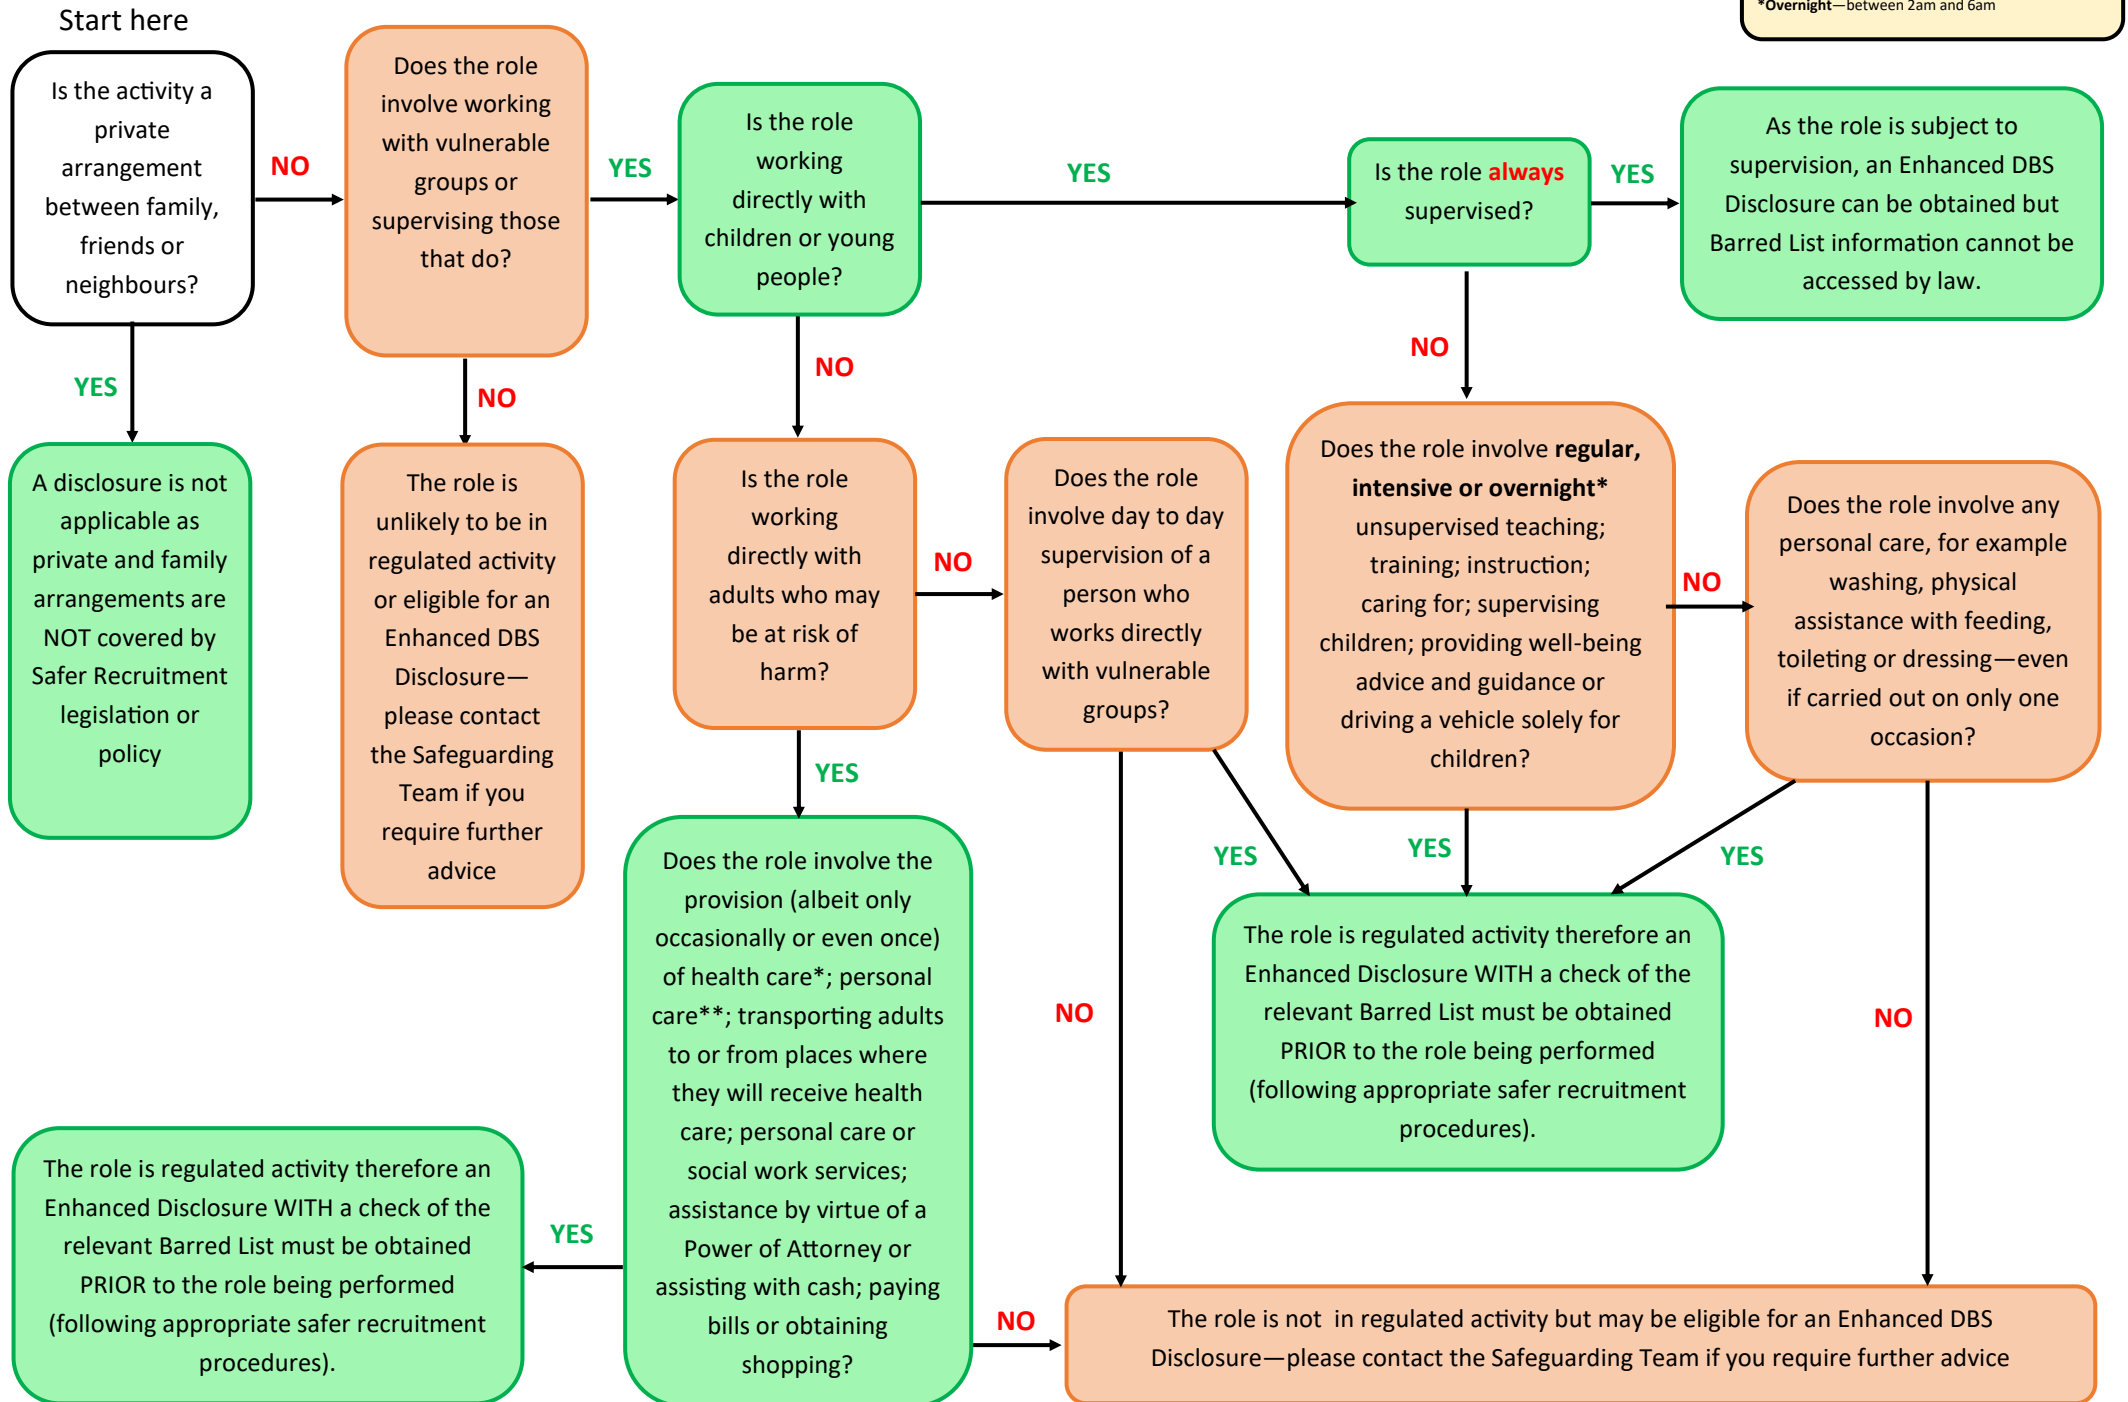 *Overnight—between 2am and 6am
Start here
Is the activity a
private
arrangement
between family,
friends or
neighbours?
NO
Does the role
involve working
with vulnerable
groups or
supervising those
that do?
YES
Is the role
working
directly with
children or young
people?
YES
Is the role always
supervised?
YES
As the role is subject to
supervision, an Enhanced DBS
Disclosure can be obtained but
Barred List information cannot be
accessed by law.
YES
NO
NO
NO
A disclosure is not
applicable as
private and family
arrangements are
NOT covered by
Safer Recruitment
legislation or
policy
The role is
unlikely to be in
regulated activity
or eligible for an
Enhanced DBS
Disclosure—
please contact
the Safeguarding
Team if you
require further
advice
Is the role
working
directly with
adults who may
be at risk of
harm?
NO
Does the role
involve day to day
supervision of a
person who
works directly
with vulnerable
groups?
Does the role involve regular,
intensive or overnight*
unsupervised teaching;
training; instruction;
caring for; supervising
children; providing well-being
advice and guidance or
driving a vehicle solely for
children?
NO
Does the role involve any
personal care, for example
washing, physical
assistance with feeding,
toileting or dressing—even
if carried out on only one
occasion?
YES
YES
YES
YES
Does the role involve the
provision (albeit only
occasionally or even once)
of health care*; personal
care**; transporting adults
to or from places where
they will receive health
care; personal care or
social work services;
assistance by virtue of a
Power of Attorney or
assisting with cash; paying
bills or obtaining
shopping?
NO
The role is regulated activity therefore an
Enhanced Disclosure WITH a check of the
relevant Barred List must be obtained
PRIOR to the role being performed
(following appropriate safer recruitment
procedures).
NO
The role is regulated activity therefore an
Enhanced Disclosure WITH a check of the
relevant Barred List must be obtained
PRIOR to the role being performed
(following appropriate safer recruitment
procedures).
YES
NO
The role is not  in regulated activity but may be eligible for an Enhanced DBS
Disclosure—please contact the Safeguarding Team if you require further advice